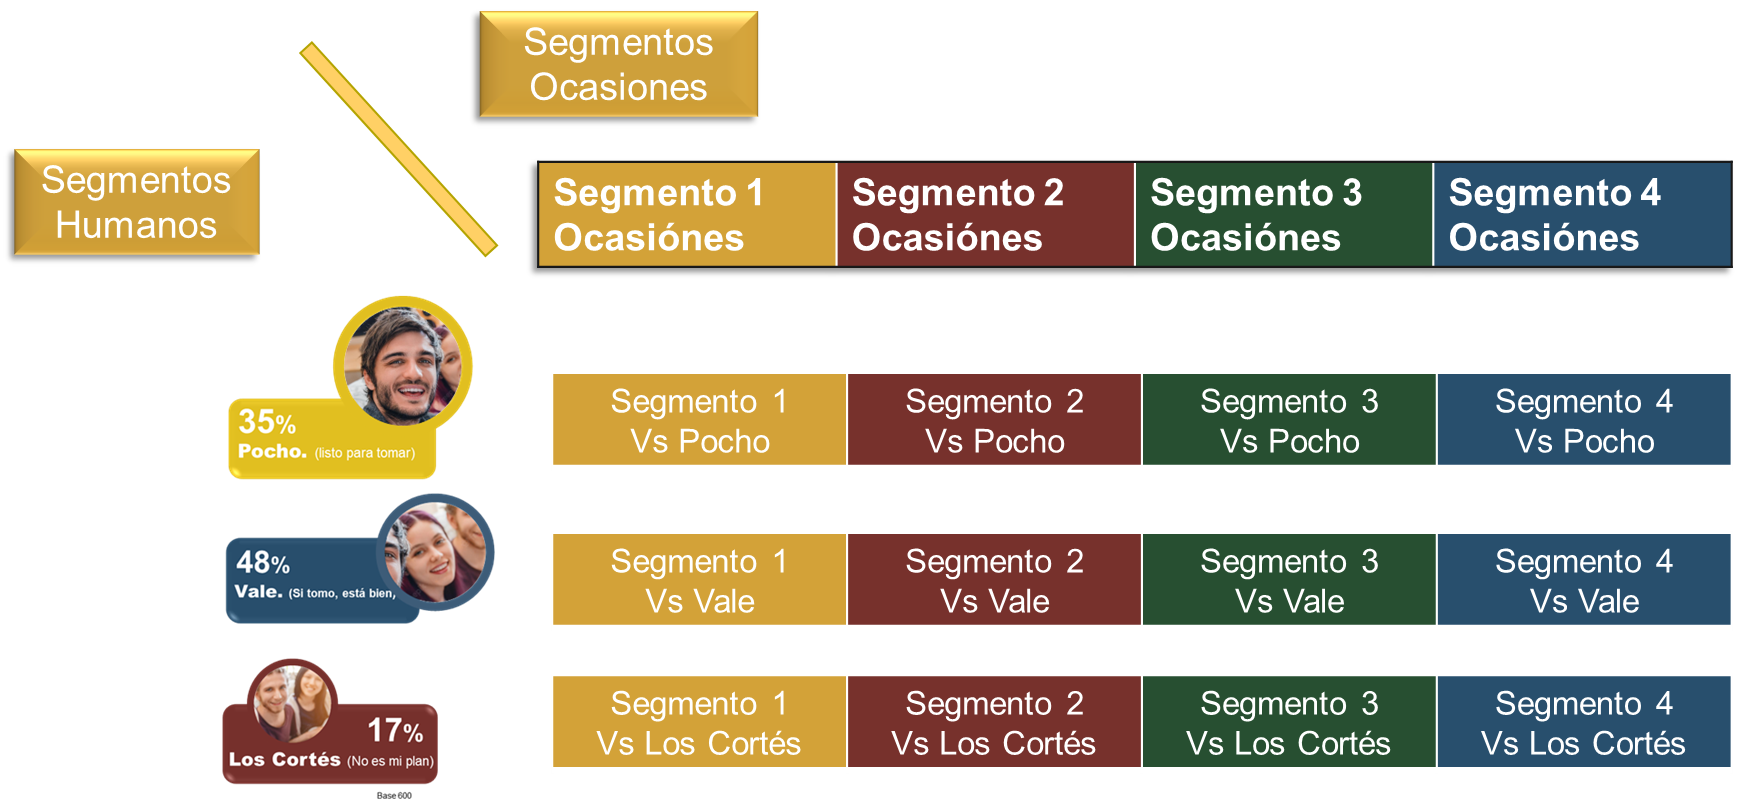 Segmentos
Ocasiones
Segmentos
Humanos
Segmento 1
Ocasiónes
Segmento 2
Ocasiónes
Segmento 3
Ocasiónes
Segmento 4
Ocasiónes
35%
Pocho. (listo para tomar)
Segmento 1
Vs Pocho
Segmento 2
Vs Pocho
Segmento 3
Vs Pocho
Segmento 4
Vs Pocho
48%
Vale. (Si tomo, está bien)
Segmento 1
Vs Vale
Segmento 2
Vs Vale
Segmento 3
Vs Vale
Segmento 4
Vs Vale
17%
Los Cortés (No es mi plan)
Segmento 1
Vs Los Cortés
Segmento 2
Vs Los Cortés
Segmento 3
Vs Los Cortés
Segmento 4
Vs Los Cortés
Base 600